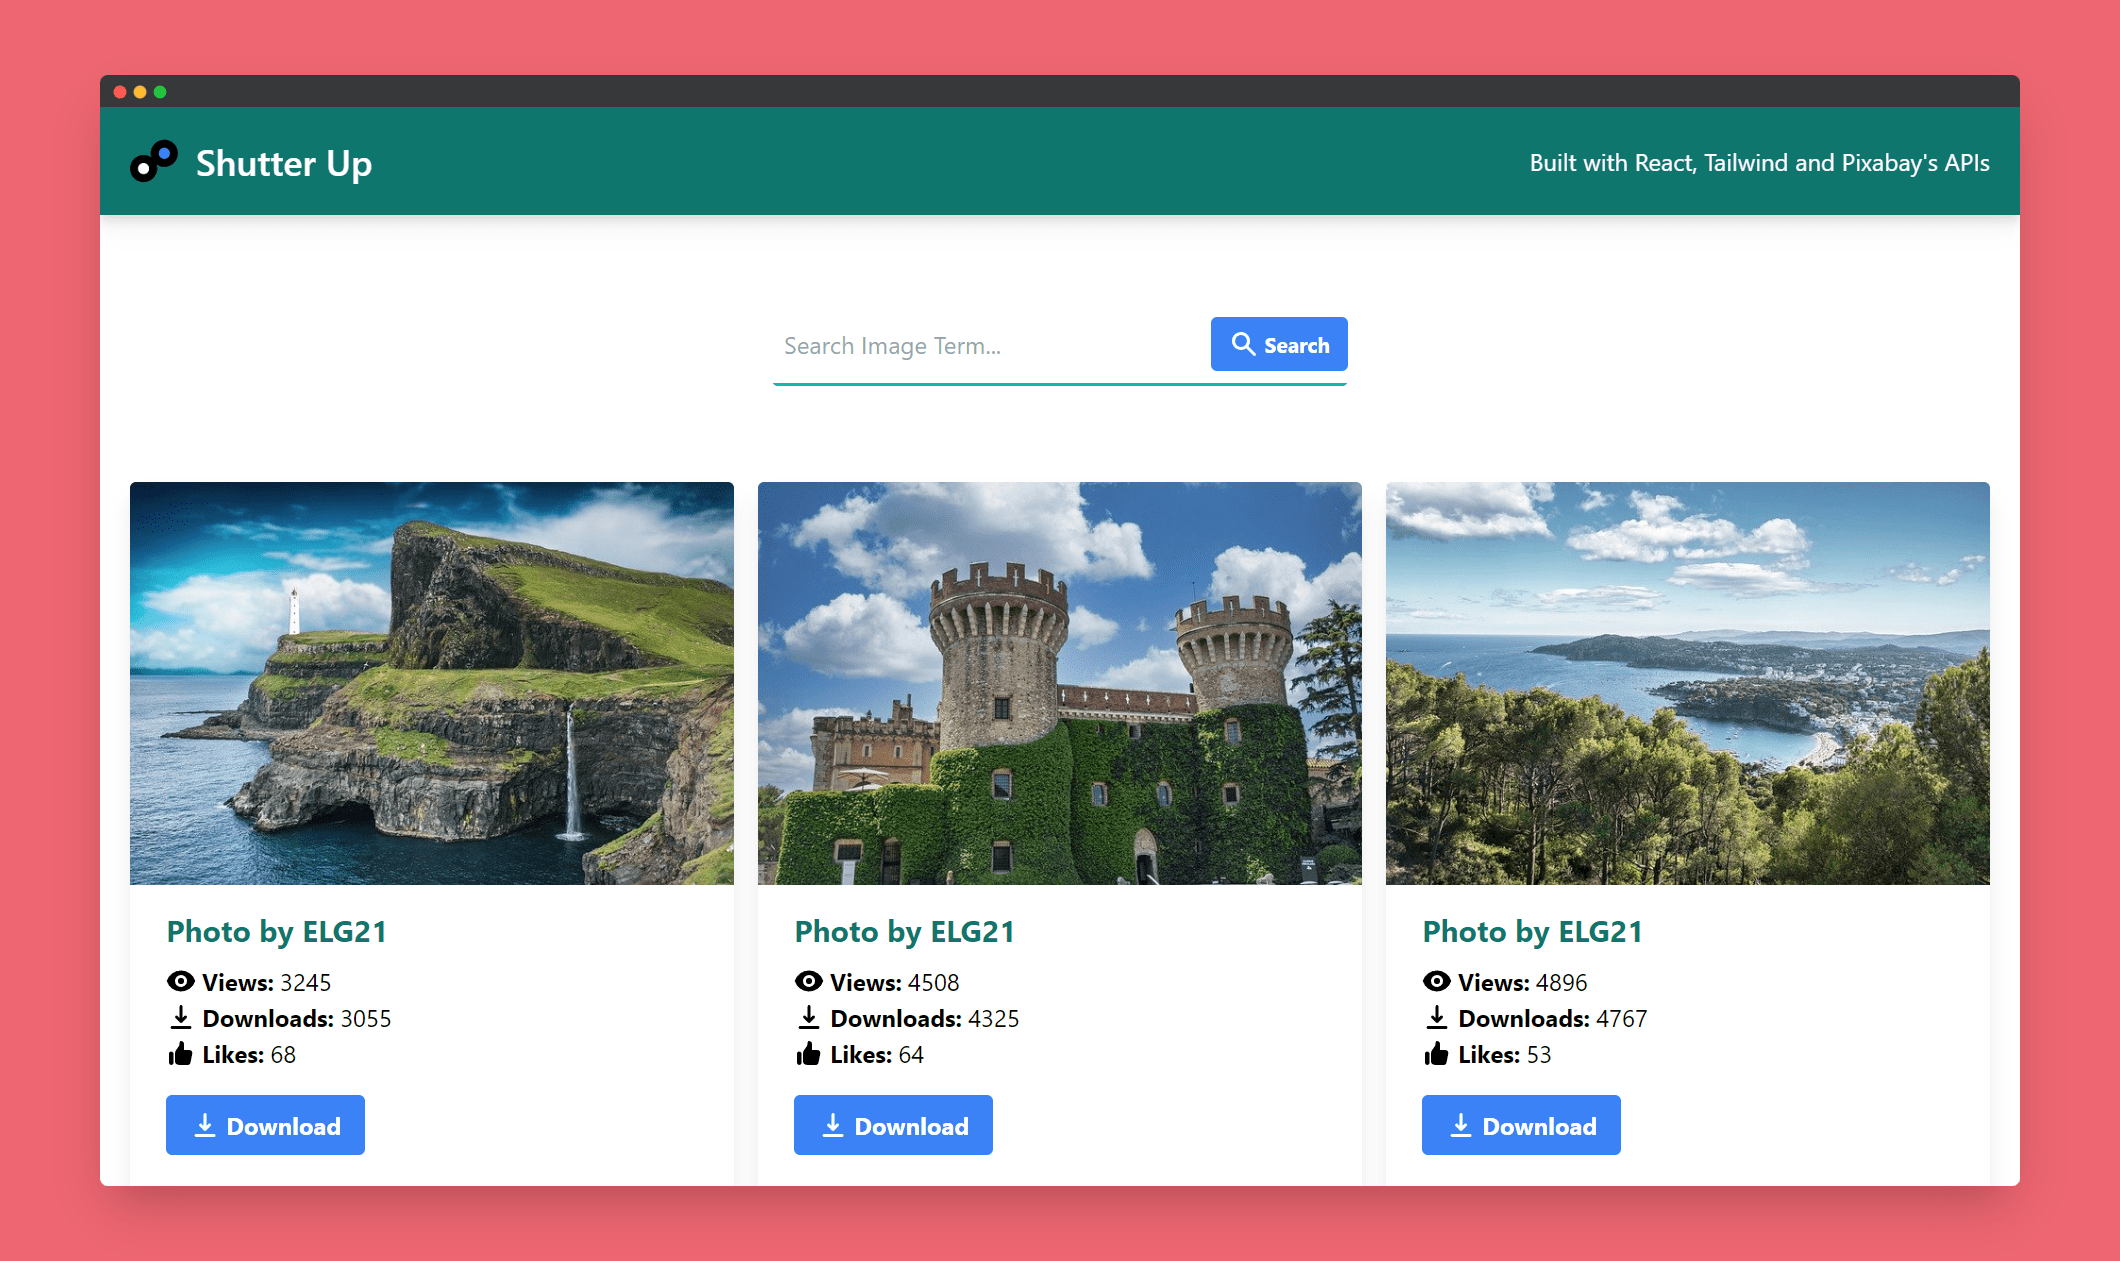 Shutter Up
Built with React, Tailwind and Pixabay's APIs
Search Image Term...
Search
Photo by ELG21
Views: 3245
Downloads: 3055
Likes: 68
Download
Photo by ELG21
Views: 4508
Downloads: 4325
Likes: 64
Download
Photo by ELG21
Views: 4896
Downloads: 4767
Likes: 53
Download